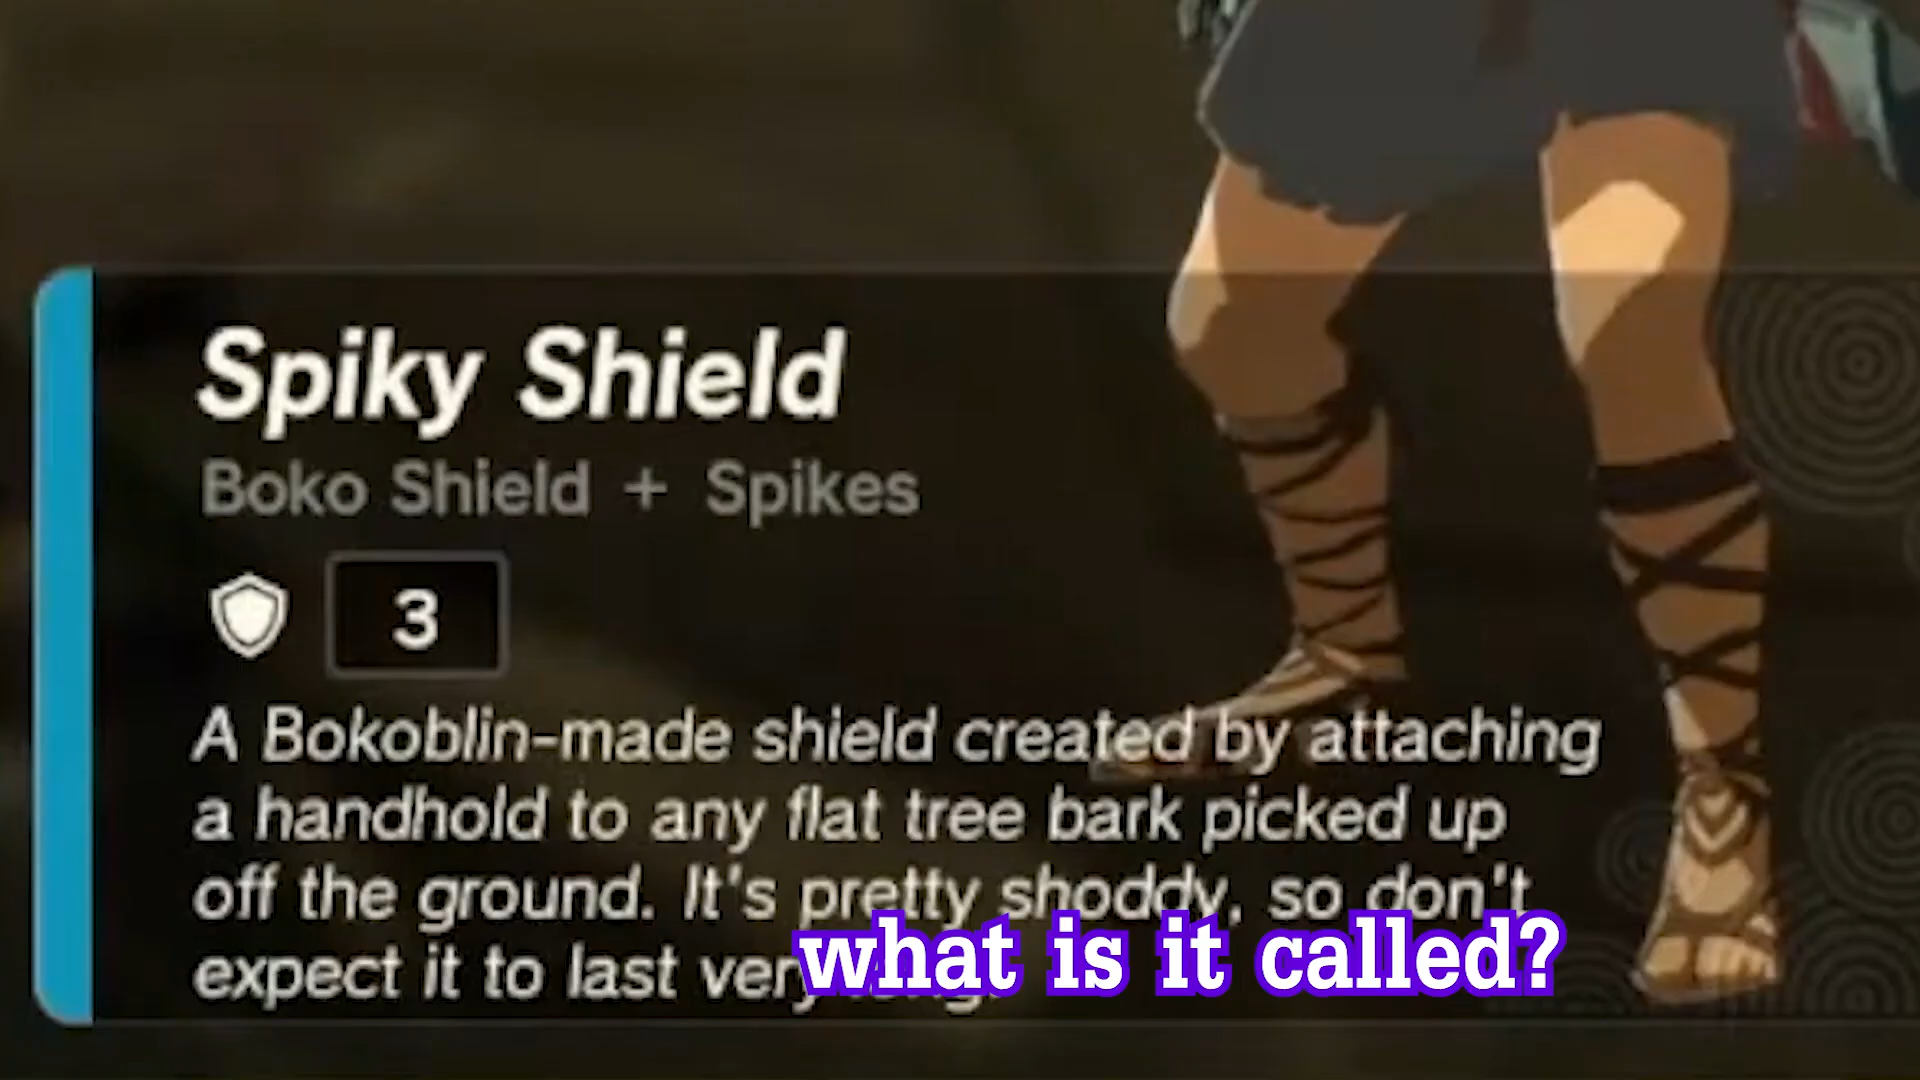 Spiky Shield
Boko Shield + Spikes
3
A Bokoblin-made shield created by attaching
a handhold to any flat tree bark picked up
off the ground. It's pretty shoddy, so don't
expect it to last very
what is it called?